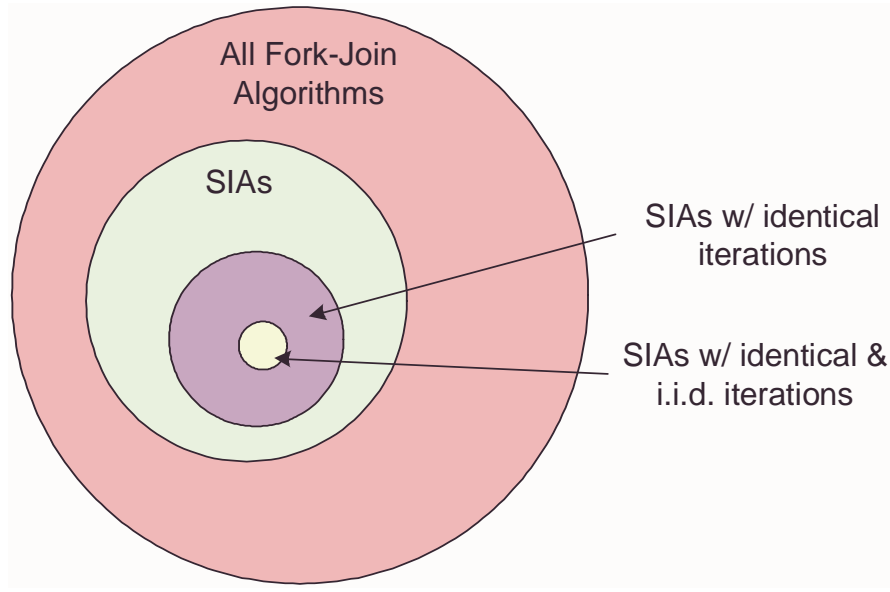 All Fork-Join
Algorithms
SIAs
SIAs w/ identical
iterations
SIAs w/ identical &
i.i.d. iterations